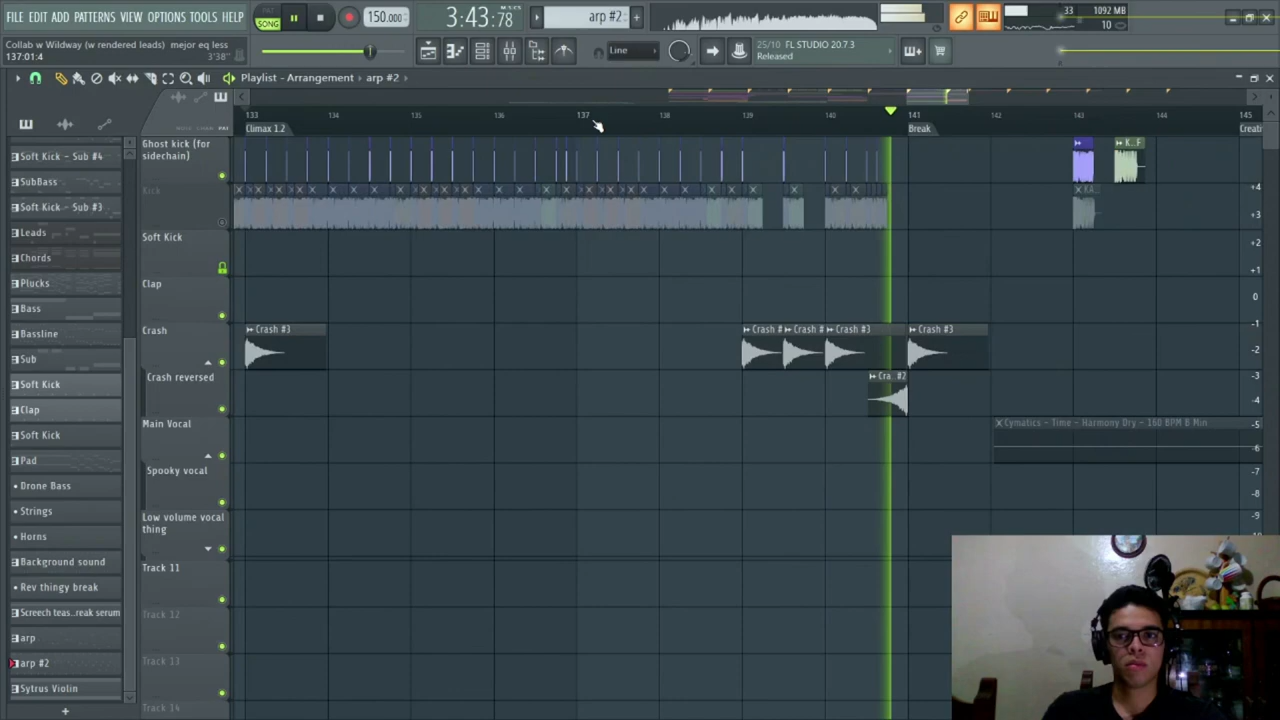 FILE EDIT ADD PATTERNS VIEW OPTIONS TOOLS HELP
PAT
SONG
150.000
3:43:78
arp #2
33
1092 MB
10
Collab w Wildway (w rendered leads) mejor eq less
137:01:4
3'38"
Line
25/10 FL STUDIO 20.7.3
Released
Playlist - Arrangement
arp #2
133
134
135
136
137
138
139
140
141
142
143
144
145
Climax 1.2
Break
Creati
Soft Kick - Sub #4
SubBass
Soft Kick - Sub #3
Leads
Chords
Plucks
Bass
Bassline
Sub
Soft Kick
Clap
Soft Kick
Pad
Drone Bass
Strings
Horns
Background sound
Rev thingy break
Screech teas..reak serum
arp
arp #2
Sytrus Violin
Ghost kick (for
sidechain)
Kick
Soft Kick
Clap
Crash
Crash reversed
Main Vocal
Spooky vocal
Low volume vocal
thing
Track 11
Track 12
Track 13
Track 14
K..F
Crash #3
Crash #
Crash #
Crash #3
Crash #3
Cra..#2
Cymatics - Time - Harmony Dry - 160 BPM B Min
+4
+3
+2
+1
0
-1
-2
-3
-4
-5
-6
-7
-8
-9